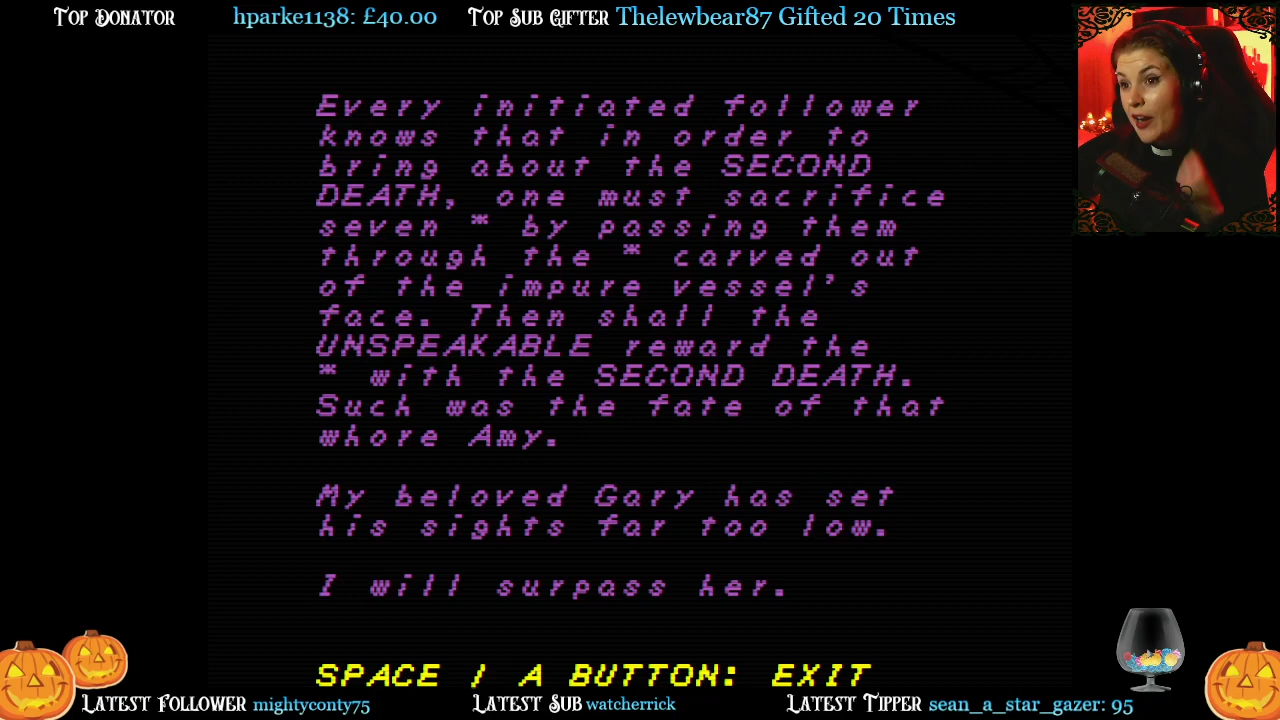 Top Donator hparke1138: £40.00 Top Sub Gifter Thelewbear87 Gifted 20 Times
Every initiated follower
knows that in order to
bring about the SECOND
DEATH, one must sacrifice
seven * by passing them
through the * carved out
of the impure vessel's
face. Then shall the
UNSPEAKABLE reward the
* with the SECOND DEATH.
Such was the fate of that
whore Amy.
My beloved Gary has set
his sights far too low.
I will surpass her.
SPACE / A BUTTON: EXIT
Latest Follower mightyconty75 Latest Sub watcherrick Latest Tipper sean_a_star_gazer: 95